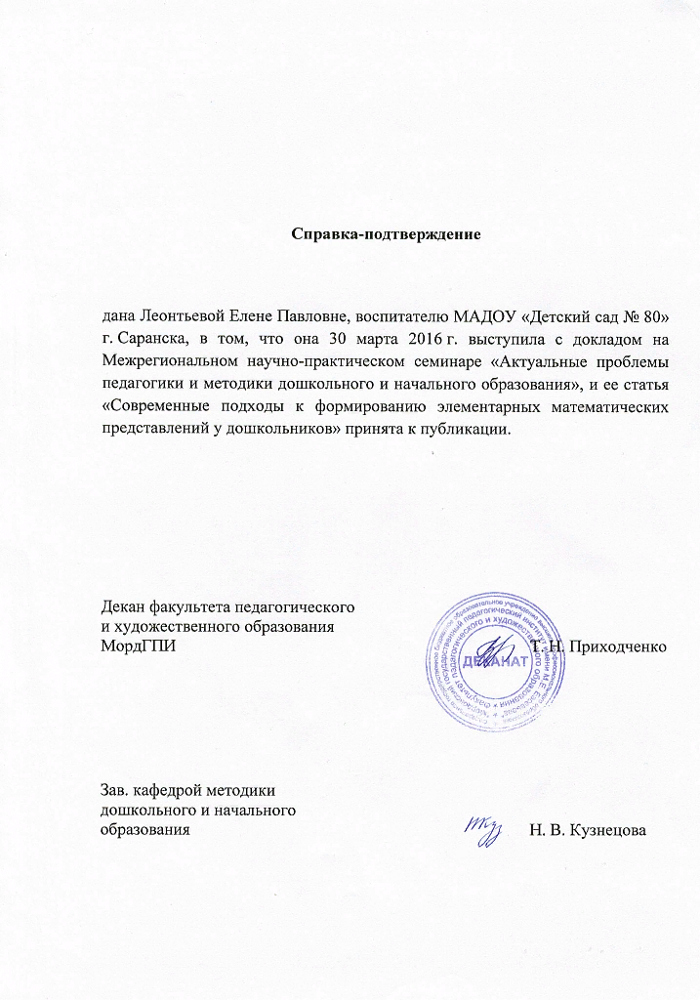 Справка-подтверждение
дана Леонтьевой Елене Павловне, воспитателю МАДОУ «Детский сад № 80»
г. Саранска, в том, что она 30 марта 2016 г. выступила с докладом на
Межрегиональном научно-практическом семинаре «Актуальные проблемы
педагогики и методики дошкольного и начального образования», и ее статья
«Современные подходы к формированию элементарных математических
представлений у дошкольников» принята к публикации.
Декан факультета педагогического
и художественного образования
МордГПИ
Т. Н. Приходченко
ДЕКАНАТ
Зав. кафедрой методики
дошкольного и начального
образования
Н. В. Кузнецова